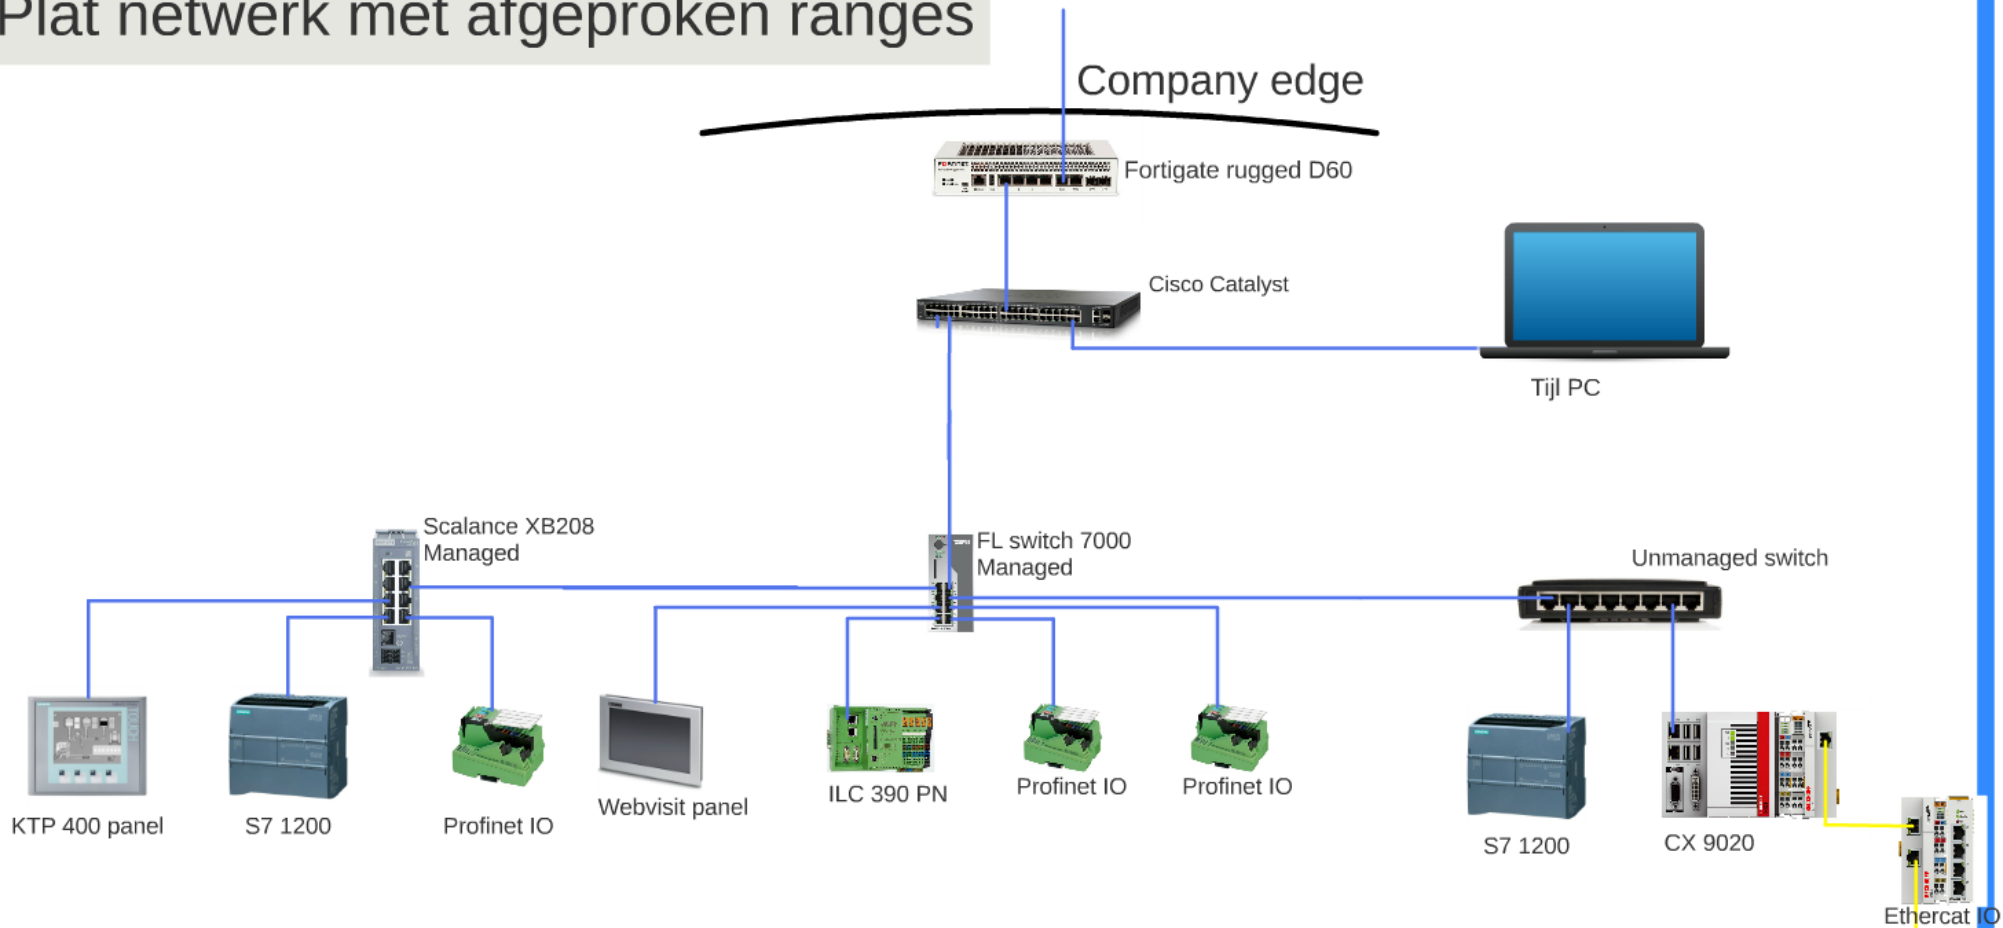 Plat netwerk met afgeproken ranges
Company edge
Fortigate rugged D60
Cisco Catalyst
Tijl PC
Scalance XB208
Managed
FL switch 7000
Managed
Unmanaged switch
KTP 400 panel
S7 1200
Profinet IO
Webvisit panel
ILC 390 PN
Profinet IO
Profinet IO
S7 1200
CX 9020
Ethercat IO